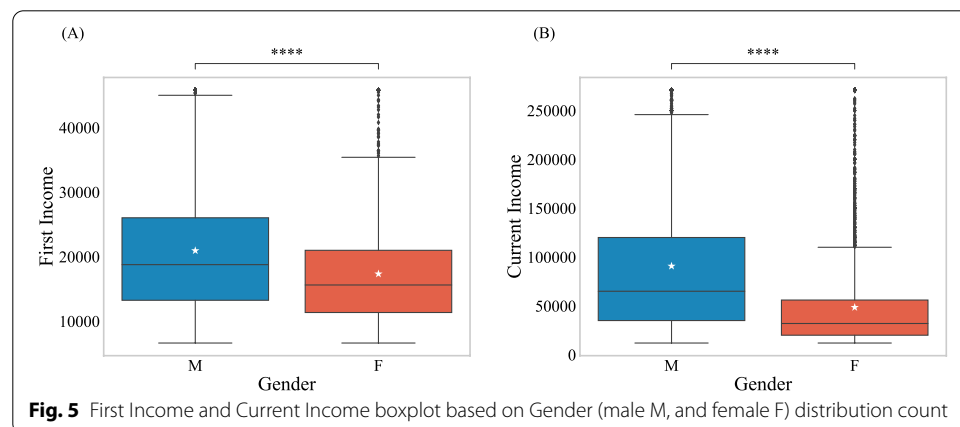 (A)
****
First Income
40000
30000
20000
10000
M
F
Gender
(B)
****
Current Income
250000
200000
150000
100000
50000
0
M
F
Gender
Fig. 5 First Income and Current Income boxplot based on Gender (male M, and female F) distribution count